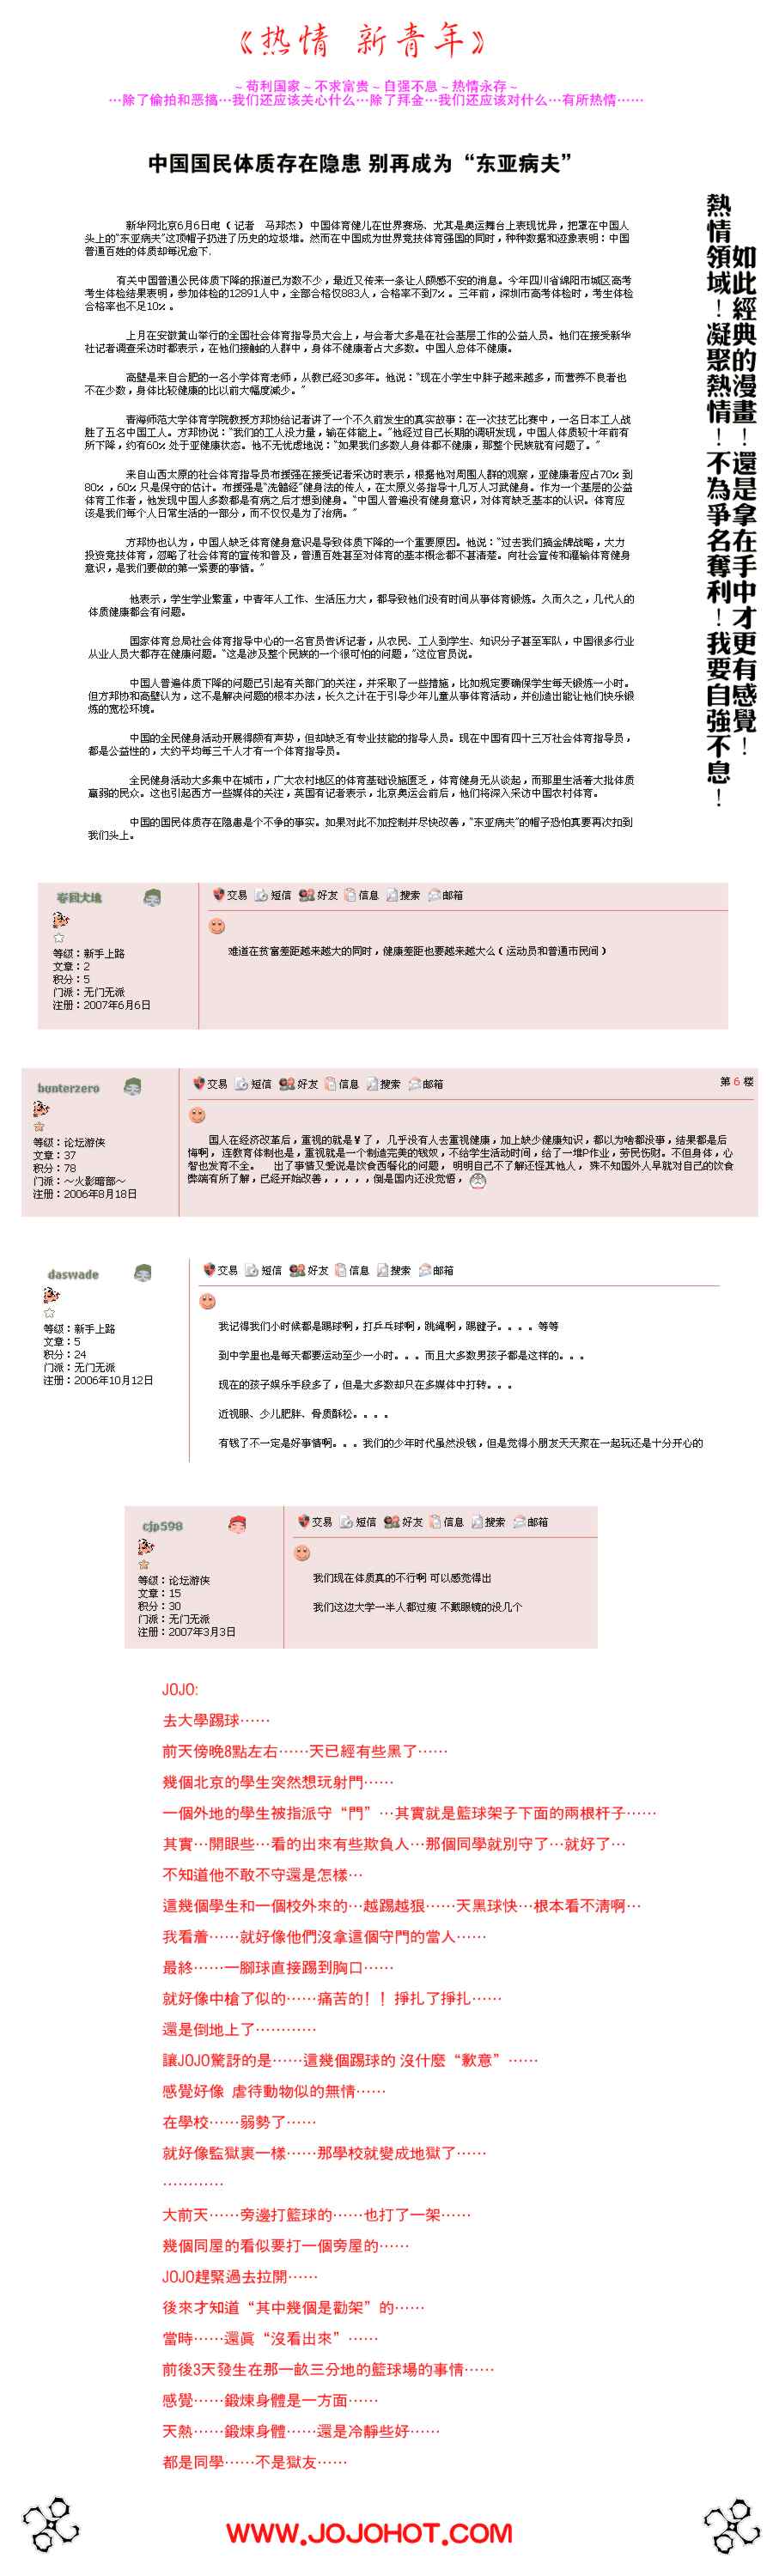 《热情 新青年》
~苟利国家~不求富贵~自强不息~热情永存~
…除了偷拍和恶搞…我们还应该关心什么…除了拜金…我们还应该对什么…有所热情……
中国国民体质存在隐患 别再成为“东亚病夫”
新华网北京6月6日电（记者 马邦杰）中国体育健儿在世界赛场、尤其是奥运舞台上表现优异，把罩在中国人
头上的“东亚病夫”这顶帽子扔进了历史的垃圾堆。然而在中国成为世界竞技体育强国的同时，种种数据和迹象表明：中国
普通百姓的体质却每况愈下.
有关中国普通公民体质下降的报道已为数不少，最近又传来一条让人颇感不安的消息。今年四川省绵阳市城区高考
考生体检结果表明，参加体检的12891人中，全部合格仅883人，合格率不到7%。三年前，深圳市高考体检时，考生体检
合格率也不足10%。
上月在安徽黄山举行的全国社会体育指导员大会上，与会者大多是在社会基层工作的公益人员。他们在接受新华
社记者调查采访时都表示，在他们接触的人群中，身体不健康者占大多数。中国人总体不健康。
高壁是来自合肥的一名小学体育老师，从教已经30多年。他说：“现在小学生中胖子越来越多，而营养不良者也
不在少数，身体比较健康的比以前大幅度减少。”
青海师范大学体育学院教授方邦协给记者讲了一个不久前发生的真实故事：在一次技艺比赛中，一名日本工人战
胜了五名中国工人。方邦协说：“我们的工人没力量，输在体能上。”他经过自己长期的调研发现，中国人体质较十年前有
所下降，约有60%处于亚健康状态。他不无忧虑地说：“如果我们多数人身体都不健康，那整个民族就有问题了。”
来自山西太原的社会体育指导员布援强在接受记者采访时表示，根据他对周围人群的观察，亚健康者应占70%到
80%，60%只是保守的估计。布援强是“洗髓经”健身法的传人，在太原义务指导十几万人习武健身。作为一个基层的公益
体育工作者，他发现中国人多数都是有病之后才想到健身。“中国人普遍没有健身意识，对体育缺乏基本的认识。体育应
该是我们每个人日常生活的一部分，而不仅仅是为了治病。”
方邦协也认为，中国人缺乏体育健身意识是导致体质下降的一个重要原因。他说：“过去我们搞金牌战略，大力
投资竞技体育，忽略了社会体育的宣传和普及，普通百姓甚至对体育的基本概念都不甚清楚。向社会宣传和灌输体育健身
意识，是我们要做的第一紧要的事情。”
他表示，学生学业繁重，中青年人工作、生活压力大，都导致他们没有时间从事体育锻炼。久而久之，几代人的
体质健康都会有问题。
国家体育总局社会体育指导中心的一名官员告诉记者，从农民、工人到学生、知识分子甚至军队，中国很多行业
从业人员大都存在健康问题。“这是涉及整个民族的一个很可怕的问题，”这位官员说。
中国人普遍体质下降的问题已引起有关部门的关注，并采取了一些措施，比如规定要确保学生每天锻炼一小时。
但方邦协和高壁认为，这不是解决问题的根本办法，长久之计在于引导少年儿童从事体育活动，并创造出能让他们快乐锻
炼的宽松环境。
中国的全民健身活动开展得颇有声势，但却缺乏有专业技能的指导人员。现在中国有四十三万社会体育指导员，
都是公益性的，大约平均每三千人才有一个体育指导员。
全民健身活动大多集中在城市，广大农村地区的体育基础设施匮乏，体育健身无从谈起，而那里生活着大批体质
羸弱的民众。这也引起西方一些媒体的关注，英国有记者表示，北京奥运会前后，他们将深入采访中国农村体育。
中国的国民体质存在隐患是个不争的事实。如果对此不加控制并尽快改善，“东亚病夫”的帽子恐怕真要再次扣到
我们头上。
如此經典的漫畫！還是拿在手中才更有感覺！
熱情領域！凝聚熱情！不為爭名奪利！我要自強不息！
春回大地
交易 短信 好友 信息 搜索 邮箱
难道在贫富差距越来越大的同时，健康差距也要越来越大么（运动员和普通市民间）
等级：新手上路
文章：2
积分：5
门派：无门无派
注册：2007年6月6日
hunterzero
交易 短信 好友 信息 搜索 邮箱
第 6 楼
国人在经济改革后，重视的就是¥了， 几乎没有人去重视健康，加上缺少健康知识，都以为啥都没事，结果都是后
悔啊， 连教育体制也是，重视就是一个制造完美的驽奴，不给学生活动时间，给了一堆P作业，劳民伤财。不但身体，心
智也发育不全。 出了事情又爱说是饮食西餐化的问题， 明明自己不了解还怪其他人， 殊不知国外人早就对自己的饮食
弊端有所了解，已经开始改善，，，，，倒是国内还没觉悟，
等级：论坛游侠
文章：37
积分：78
门派：～火影暗部～
注册：2006年8月18日
daswade
交易 短信 好友 信息 搜索 邮箱
我记得我们小时候都是踢球啊，打乒乓球啊，跳绳啊，踢毽子。。。。等等
到中学里也是每天都要运动至少一小时。。。而且大多数男孩子都是这样的。。。
现在的孩子娱乐手段多了，但是大多数却只在多媒体中打转。。。
近视眼、少儿肥胖、骨质酥松。。。。
有钱了不一定是好事情啊。。。我们的少年时代虽然没钱，但是觉得小朋友天天聚在一起玩还是十分开心的
等级：新手上路
文章：5
积分：24
门派：无门无派
注册：2006年10月12日
cjp598
交易 短信 好友 信息 搜索 邮箱
我们现在体质真的不行啊 可以感觉得出
我们这边大学一半人都过瘦 不戴眼镜的没几个
等级：论坛游侠
文章：15
积分：30
门派：无门无派
注册：2007年3月3日
JOJO:
去大學踢球……
前天傍晚8點左右……天已經有些黑了……
幾個北京的學生突然想玩射門……
一個外地的學生被指派守“門”…其實就是籃球架子下面的兩根杆子……
其實…開眼些…看的出來有些欺負人…那個同學就別守了…就好了…
不知道他不敢不守還是怎樣…
這幾個學生和一個校外來的…越踢越狠……天黑球快…根本看不清啊…
我看着……就好像他們沒拿這個守門的當人……
最終……一腳球直接踢到胸口……
就好像中槍了似的……痛苦的！！掙扎了掙扎……
還是倒地上了…………
讓JOJO驚訝的是……這幾個踢球的 沒什麼“歉意”……
感覺好像 虐待動物似的無情……
在學校……弱勢了……
就好像監獄裏一樣……那學校就變成地獄了……
…………
大前天……旁邊打籃球的……也打了一架……
幾個同屋的看似要打一個旁屋的……
JOJO趕緊過去拉開……
後來才知道“其中幾個是勸架”的……
當時……還真“沒看出來”……
前後3天發生在那一畝三分地的籃球場的事情……
感覺……鍛煉身體是一方面……
天熱……鍛煉身體……還是冷靜些好……
都是同學……不是獄友……
WWW.JOJOHOT.COM